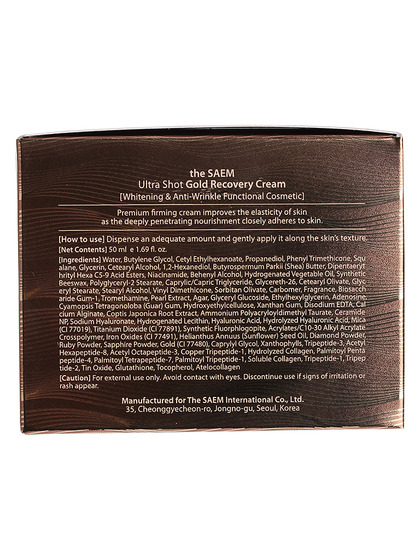 the SAEM
Ultra Shot Gold Recovery Cream
[Whitening & Anti-Wrinkle Functional Cosmetic]
Premium firming cream improves the elasticity of skin
as the deeply penetrating nourishment closely adheres to skin.
[How to use] Dispense an adequate amount and gently apply it along the skin's texture.
[Net Contents] 50 ml e 1.69 fl. oz.
[Ingredients] Water, Butylene Glycol, Cetyl Ethylhexanoate, Propanediol, Phenyl Trimethicone, Squ
alane, Glycerin, Cetearyl Alcohol, 1,2-Hexanediol, Butyrospermum Parkii (Shea) Butter, Dipentaeryt
hrityl Hexa C5-9 Acid Esters, Niacinamide, Hydrogenated Vegetable Oil, Synthetic
Beeswax, Polyglyceryl-2 Stearate, Caprylic/Capric Triglyceride, Glycereth-26, Cetearyl Olivate, Gly
ceryl Stearate, Stearyl Alcohol, Vinyl Dimethicone, Sorbitan Olivate, Carbomer, Fragrance, Biosacch
aride Gum-1, Tromethamine, Pearl Extract, Agar, Glyceryl Glucoside, Ethylhexylglycerin, Adenosine,
Cyamopsis Tetragonoloba (Guar) Gum, Hydroxyethylcellulose, Xanthan Gum, Disodium EDTA, Cal
cium Alginate, Coptis Japonica Root Extract, Ammonium Polyacryloyldimethyl Taurate, Ceramide
NP, Sodium Hyaluronate, Hydrogenated Lecithin, Hyaluronic Acid, Hydrolyzed Hyaluronic Acid, Mica
(CI 77019), Titanium Dioxide (CI 77891), Synthetic Fluorphlogopite, Acrylates/C10-30 Alkyl Acrylate
Crosspolymer, Iron Oxides (CI 77491), Helianthus Annuus (Sunflower) Seed Oil, Diamond Powder,
Ruby Powder, Sapphire Powder, Gold (CI 77480), Caprylyl Glycol, Xanthophylls, Tripeptide-3, Acetyl
Hexapeptide-8, Acetyl Octapeptide-3, Copper Tripeptide-1, Hydrolyzed Collagen, Palmitoyl Penta
peptide-4, Palmitoyl Tetrapeptide-7, Palmitoyl Tripeptide-1, Soluble Collagen, Tripeptide-1, Tripeptide
-2, Tin Oxide, Glutathione, Tocopherol, Atelocollagen
[Caution] For external use only. Avoid contact with eyes. Discontinue use if signs of irritation or
rash appear.
Manufactured for The SAEM International Co., Ltd.
35, Cheonggyecheon-ro, Jongno-gu, Seoul, Korea